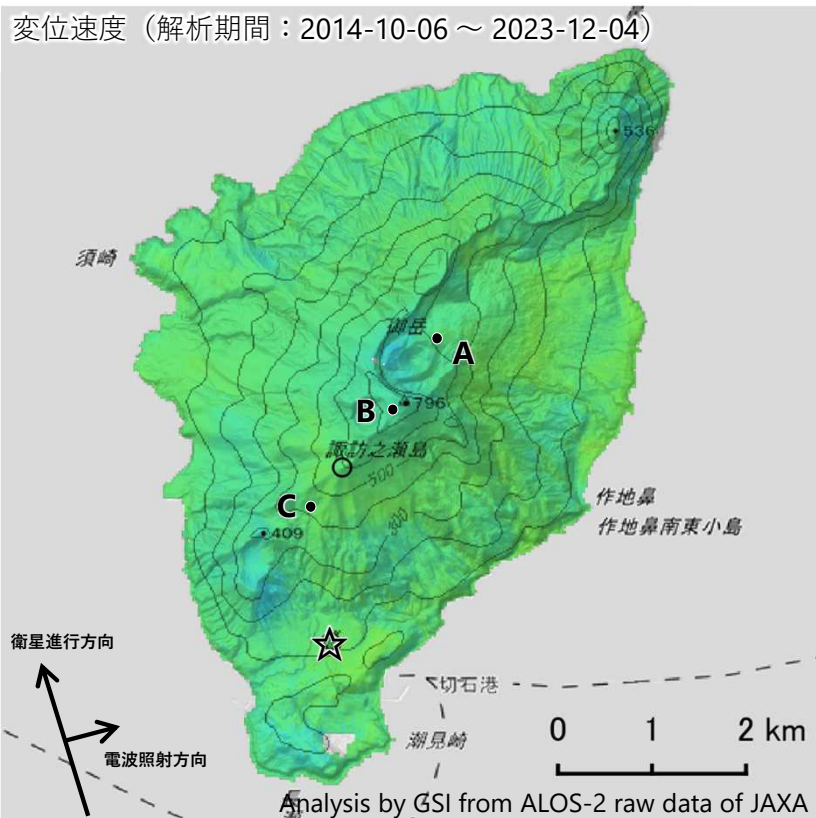 変位速度（解析期間：2014-10-06 ～ 2023-12-04）
536
須崎
御岳
A
B
796
諏訪之瀬島
500
C
300
409
作地鼻
作地鼻南東小島
衛星進行方向
電波照射方向
切石港
潮見崎
0 1 2 km
Analysis by GSI from ALOS-2 raw data of JAXA